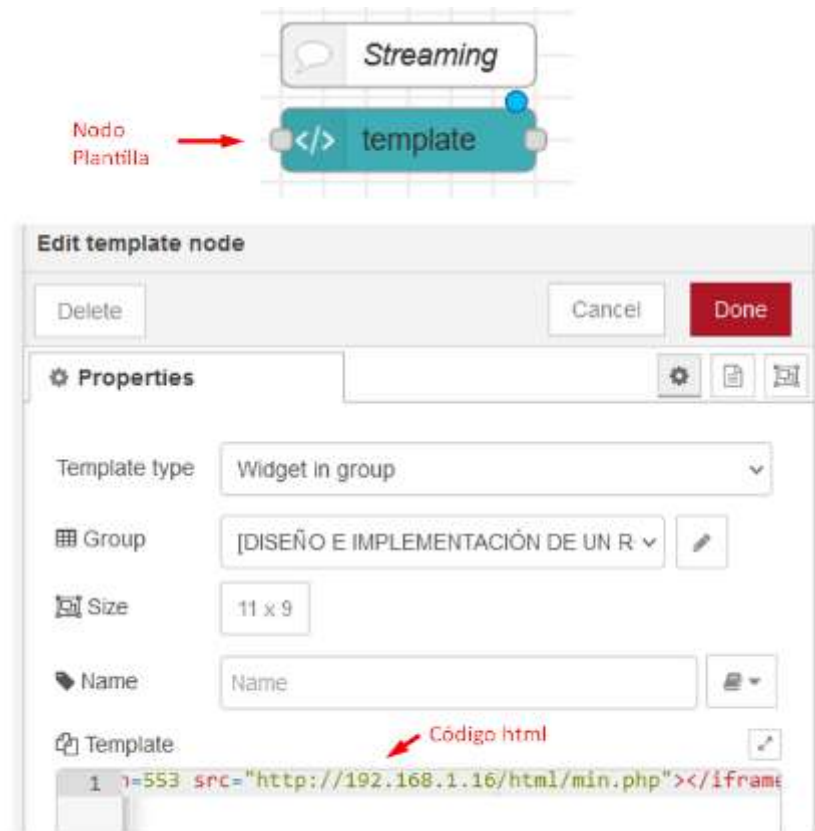 Streaming
Nodo
Plantilla
</> template
Edit template node
Delete
Cancel
Done
Properties
Template type
Widget in group
Group
[DISEÑO E IMPLEMENTACIÓN DE UN R
Size
11 x 9
Name
Name
Código html
Template
1 =553 src="http://192.168.1.16/html/min.php"></iframe